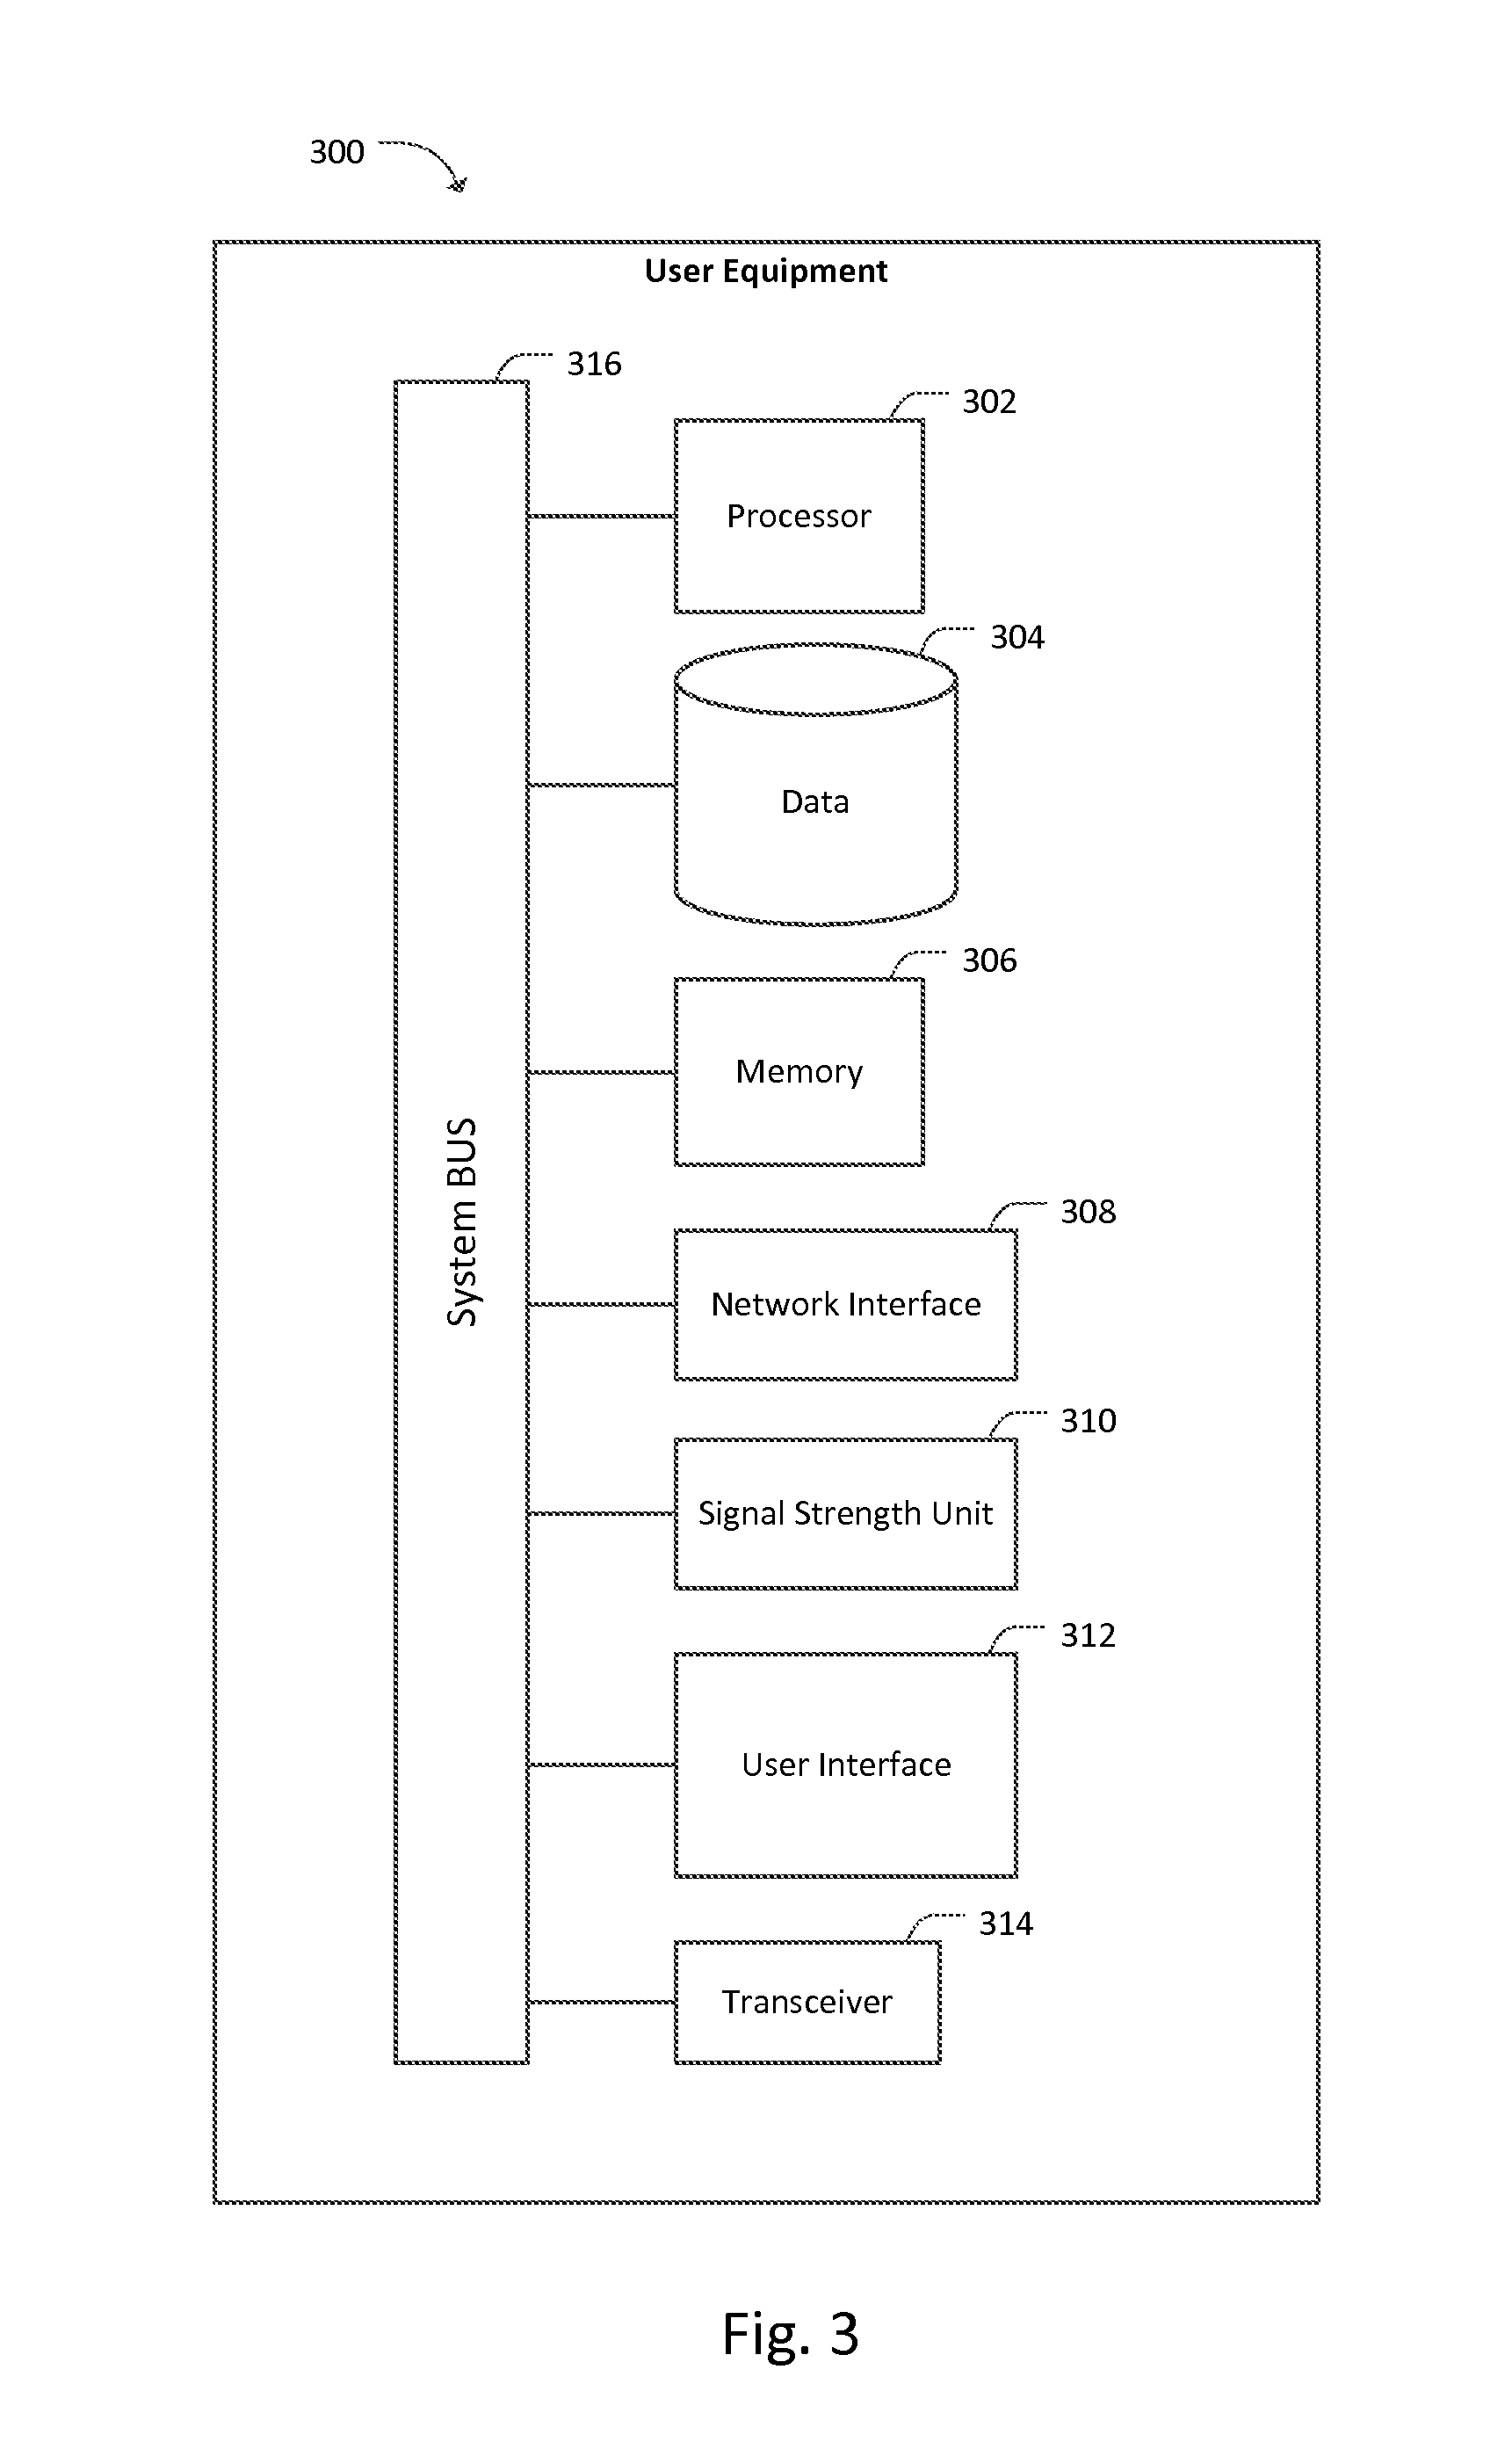 300
User Equipment
316
302
Processor
304
Data
306
Memory
System BUS
308
Network Interface
310
Signal Strength Unit
312
User Interface
314
Transceiver
Fig. 3